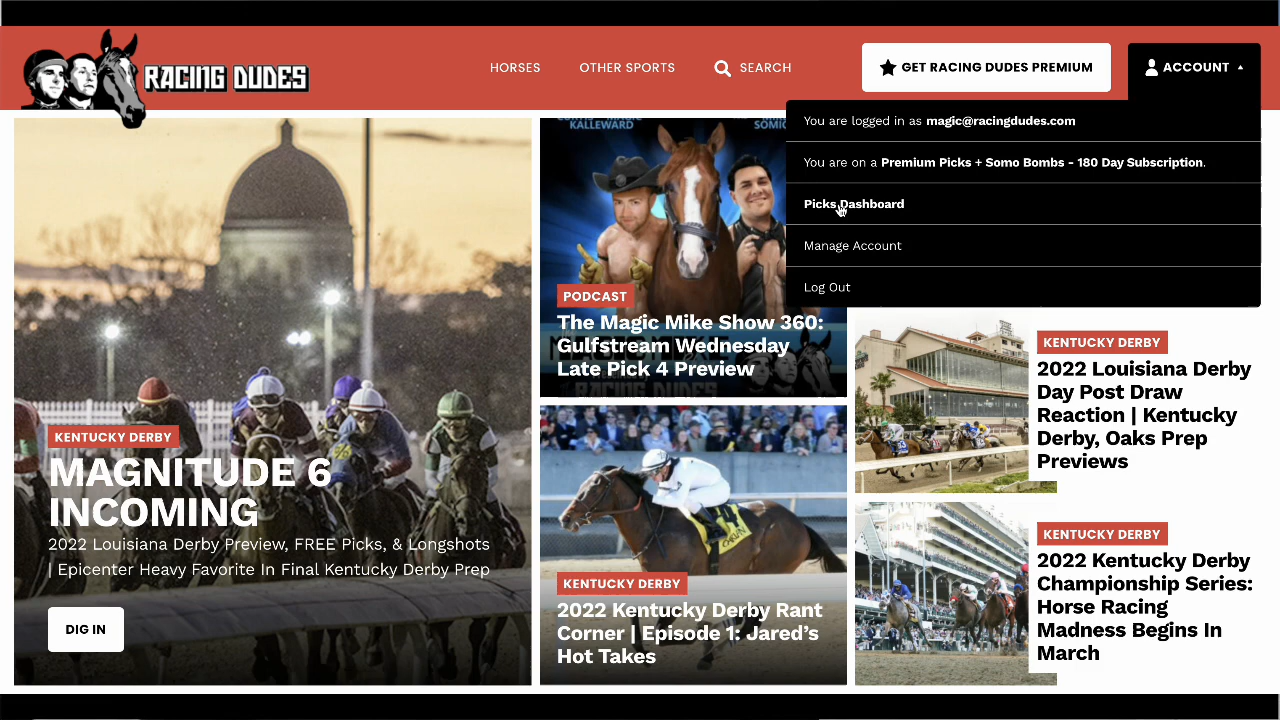 RACING DUDES
HORSES
OTHER SPORTS
SEARCH
GET RACING DUDES PREMIUM
ACCOUNT
You are logged in as magic@racingdudes.com
You are on a Premium Picks + Somo Bombs - 180 Day Subscription.
Picks Dashboard
Manage Account
Log Out
KENTUCKY DERBY
MAGNITUDE 6
INCOMING
2022 Louisiana Derby Preview, FREE Picks, & Longshots
| Epicenter Heavy Favorite In Final Kentucky Derby Prep
DIG IN
KALLEWARD
PODCAST
The Magic Mike Show 360:
Gulfstream Wednesday
Late Pick 4 Preview
KENTUCKY DERBY
2022 Kentucky Derby Rant
Corner | Episode 1: Jared’s
Hot Takes
KENTUCKY DERBY
2022 Louisiana Derby
Day Post Draw
Reaction | Kentucky
Derby, Oaks Prep
Previews
KENTUCKY DERBY
2022 Kentucky Derby
Championship Series:
Horse Racing
Madness Begins In
March